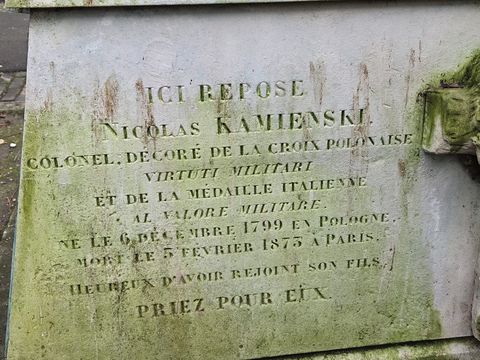 ICI REPOSE
NICOLAS KAMIENSKI.
COLONEL, DÉCORÉ DE LA CROIX POLONAISE
VIRTUTI MILITARI
ET DE LA MÉDAILLE ITALIENNE
AL VALORE MILITARE.
NÉ LE 6 DÉCEMBRE 1799 EN POLOGNE.
MORT LE 5 FÉVRIER 1873 À PARIS.
HEUREUX D'AVOIR REJOINT SON FILS.
PRIEZ POUR EUX.